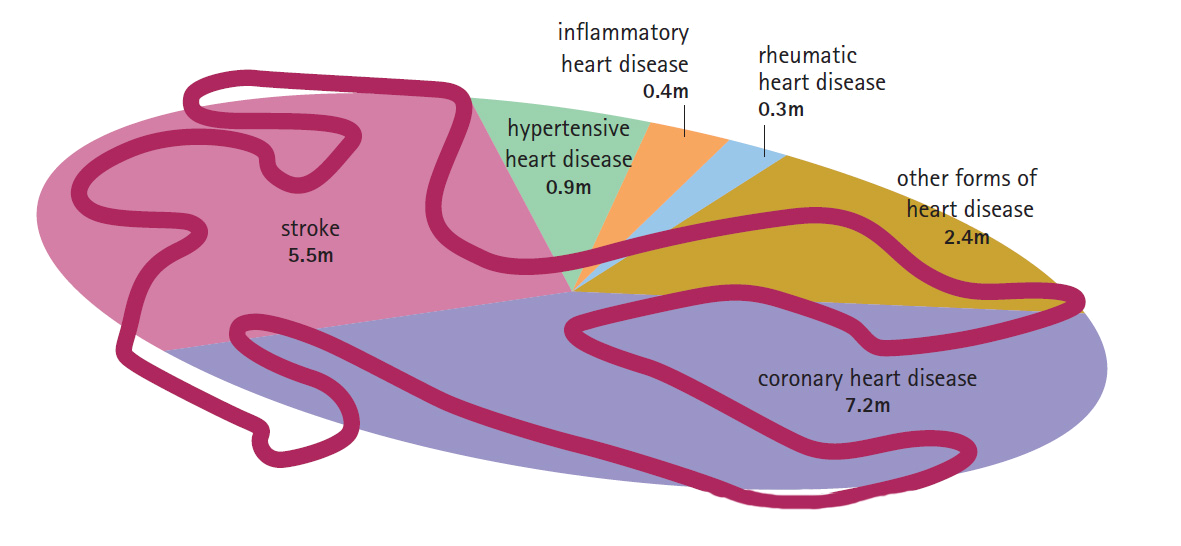 inflammatory
heart disease
0.4m
rheumatic
heart disease
0.3m
hypertensive
heart disease
0.9m
other forms of
heart disease
2.4m
stroke
5.5m
coronary heart disease
7.2m